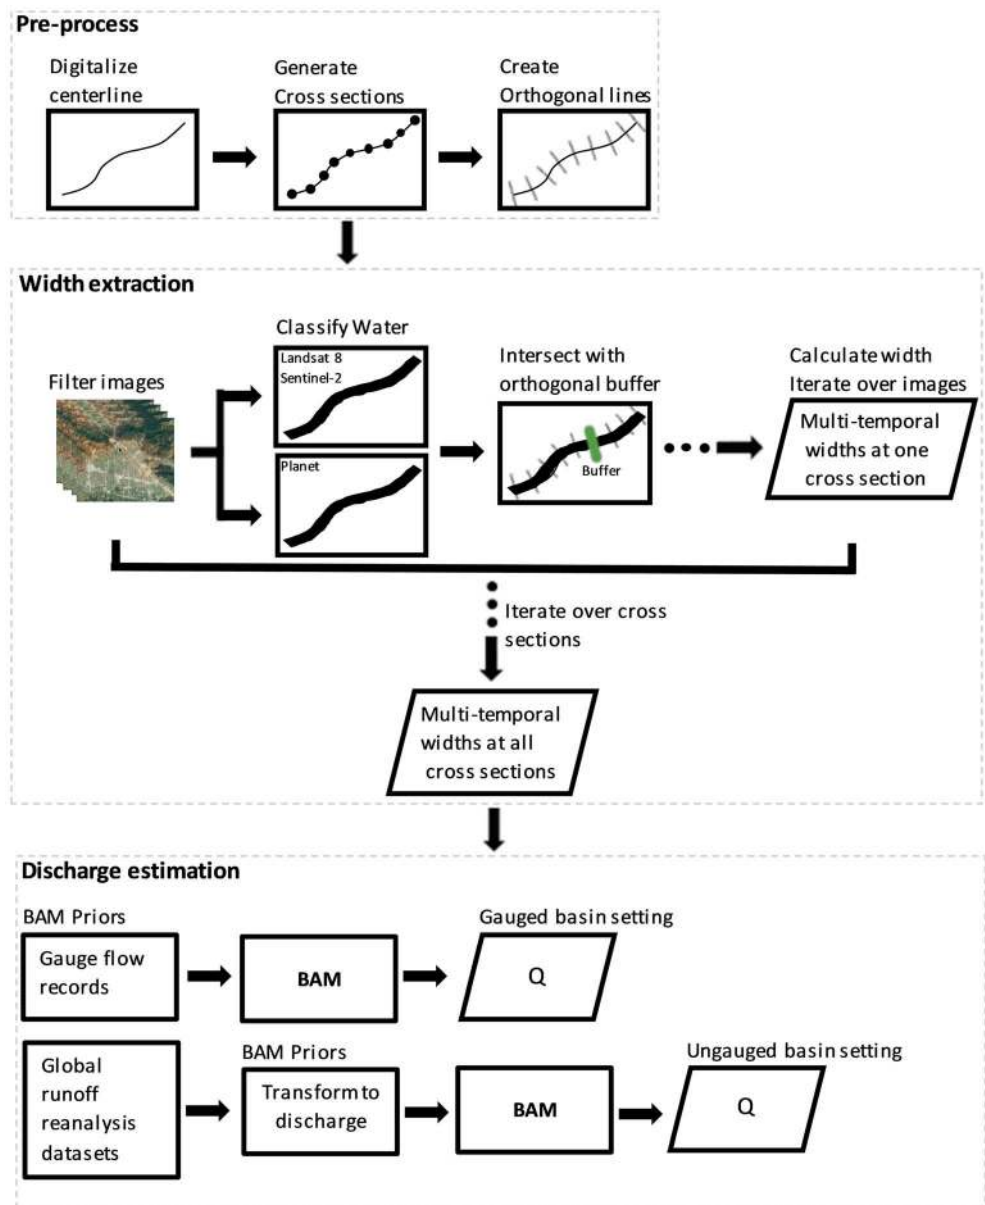 Pre-process
Digitalize
centerline
Generate
Cross sections
Create
Orthogonal lines
Width extraction
Filter images
Classify Water
Landsat 8
Sentinel-2
Planet
Intersect with
orthogonal buffer
Buffer
Calculate width
Iterate over images
Multi-temporal
widths at one
cross section
Iterate over cross
sections
Multi-temporal
widths at all
cross sections
Discharge estimation
BAM Priors
Gauge flow
records
BAM
Gauged basin setting
Q
Global
runoff
reanalysis
datasets
BAM Priors
Transform to
discharge
BAM
Ungauged basin setting
Q